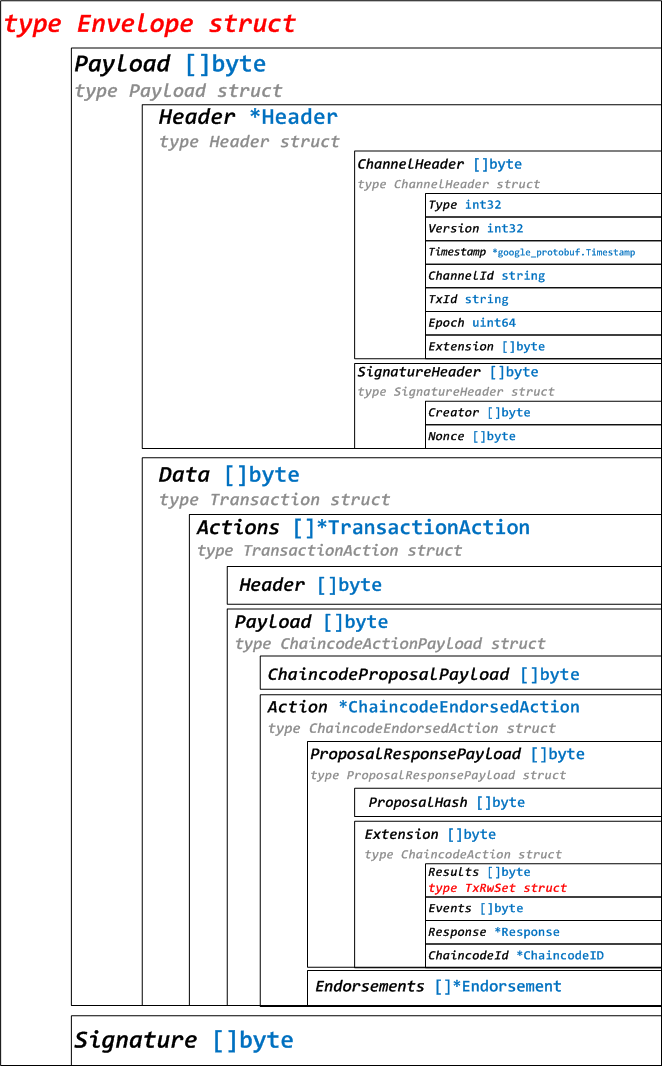 type Envelope struct
Payload []byte
type Payload struct
Header *Header
type Header struct
ChannelHeader []byte
type ChannelHeader struct
Type int32
Version int32
Timestamp *google_protobuf.Timestamp
ChannelId string
TxId string
Epoch uint64
Extension []byte
SignatureHeader []byte
type SignatureHeader struct
Creator []byte
Nonce []byte
Data []byte
type Transaction struct
Actions []*TransactionAction
type TransactionAction struct
Header []byte
Payload []byte
type ChaincodeActionPayload struct
ChaincodeProposalPayload []byte
Action *ChaincodeEndorsedAction
type ChaincodeEndorsedAction struct
ProposalResponsePayload []byte
type ProposalResponsePayload struct
ProposalHash []byte
Extension []byte
type ChaincodeAction struct
Results []byte
type TxRwSet struct
Events []byte
Response *Response
ChaincodeId *ChaincodeID
Endorsements []*Endorsement
Signature []byte